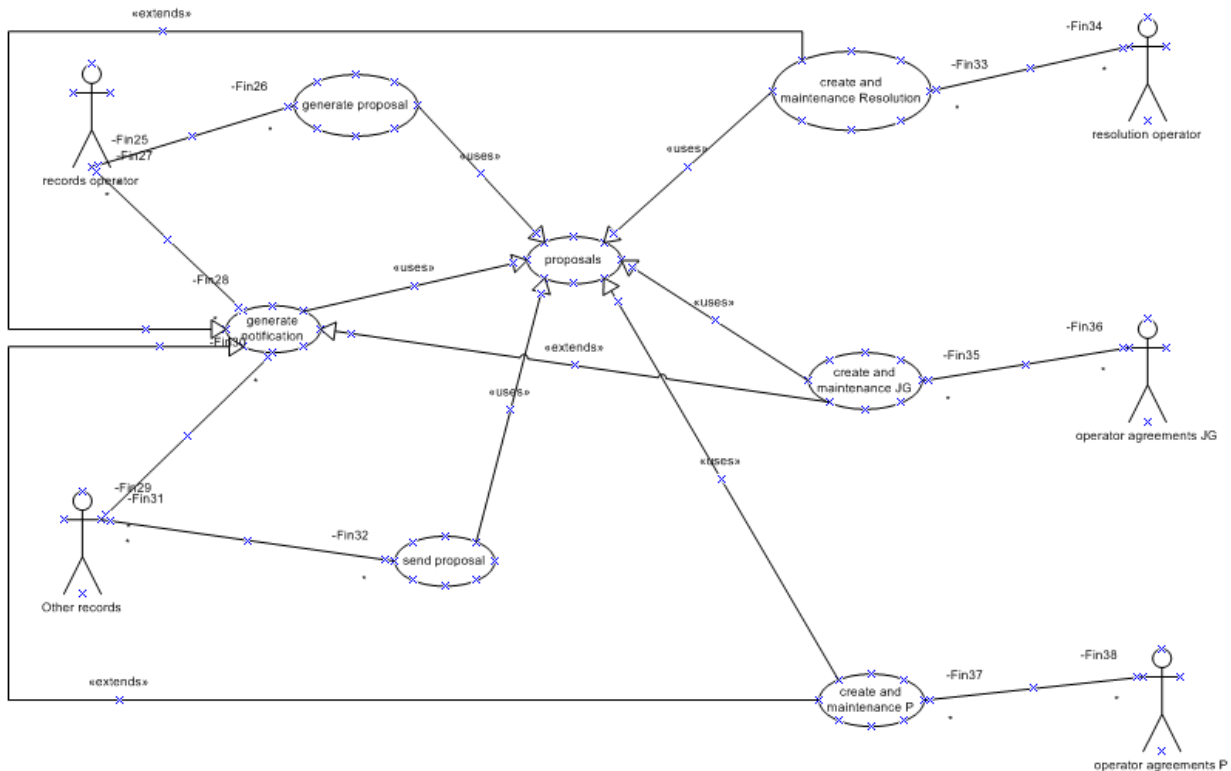 «extends»
-Fin34
-Fin33
*
*
create and
maintenance Resolution
resolution operator
-Fin26
generate proposal
*
-Fin25
-Fin27
records operator
*
*
«uses»
«uses»
proposals
-Fin28
«uses»
*
generate
notification
-Fin30
*
«extends»
«uses»
-Fin36
-Fin35
*
*
create and
maintenance JG
operator agreements JG
«uses»
«uses»
-Fin29
-Fin31
*
*
-Fin32
*
send proposal
Other records
«extends»
-Fin38
-Fin37
*
*
create and
maintenance P
operator agreements P